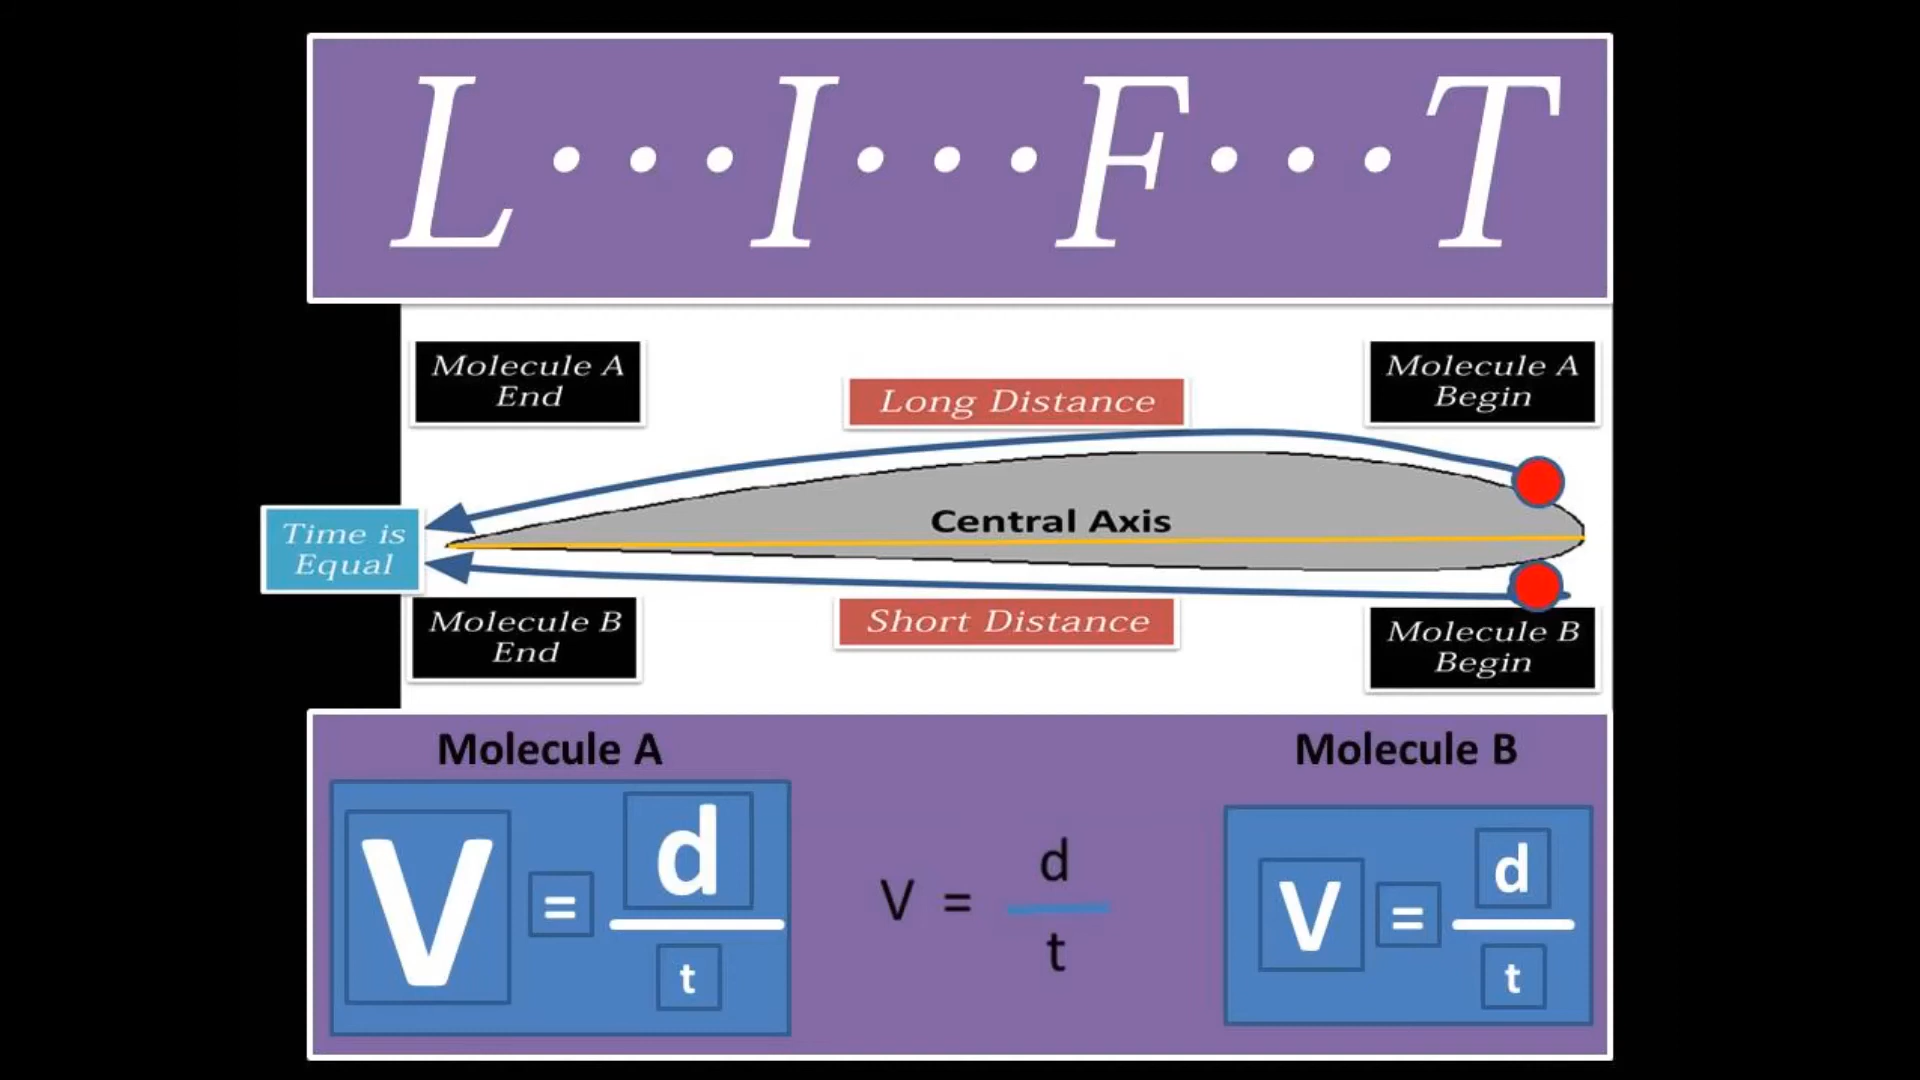 L···I···F···T
Molecule A
End
Long Distance
Molecule A
Begin
Time is
Equal
Central Axis
Molecule B
End
Short Distance
Molecule B
Begin
Molecule A
V = d
t
V = d
t
Molecule B
V = d
t